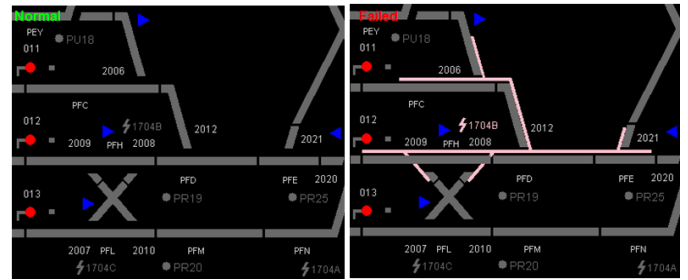 Normal
PEY
PU18
011
2006
PFC
012
1704B
2012
2009 PFH 2008
2021
PFD
PFE
2020
013
PR19
PR25
2007 PFL 2010
PFM
PFN
1704C
PR20
1704A
Failed
PEY
PU18
011
2006
PFC
012
1704B
2012
2009 PFH 2008
2021
PFD
PFE
2020
013
PR19
PR25
2007 PFL 2010
PFM
PFN
1704C
PR20
1704A